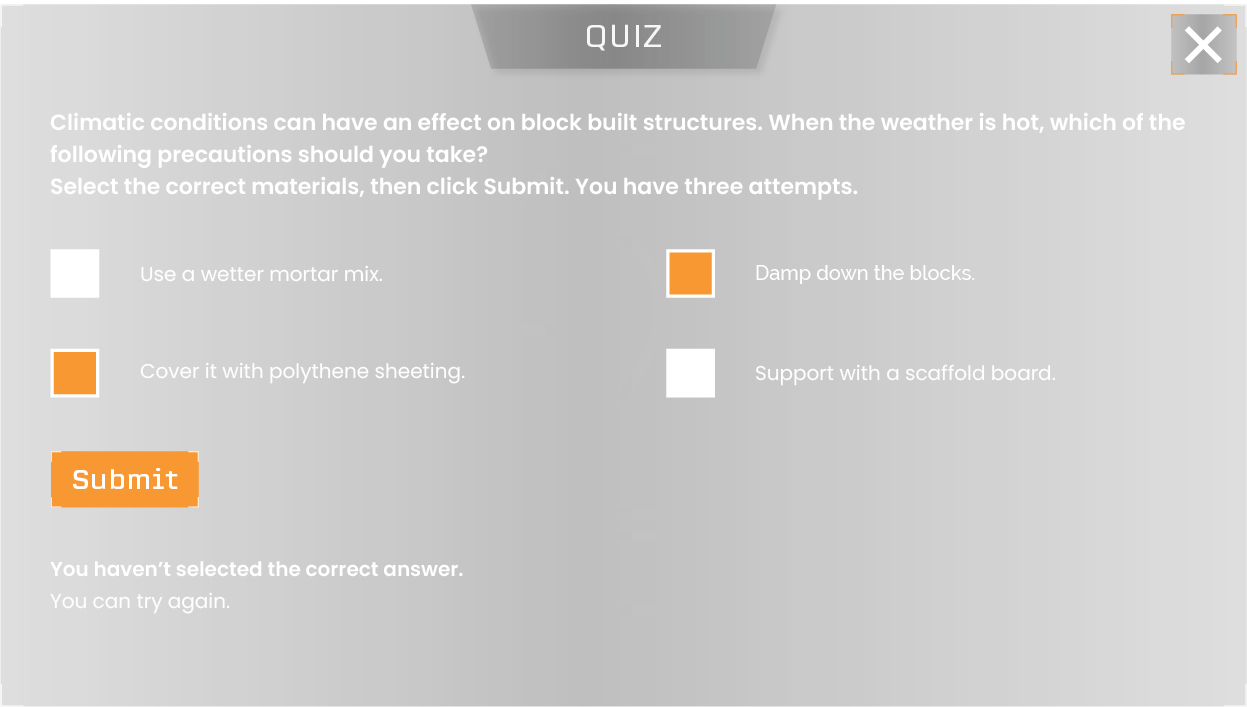 QUIZ
Climatic conditions can have an effect on block built structures. When the weather is hot, which of the
following precautions should you take?
Select the correct materials, then click Submit. You have three attempts.
Use a wetter mortar mix.
Damp down the blocks.
Cover it with polythene sheeting.
Support with a scaffold board.
Submit
You haven’t selected the correct answer.
You can try again.